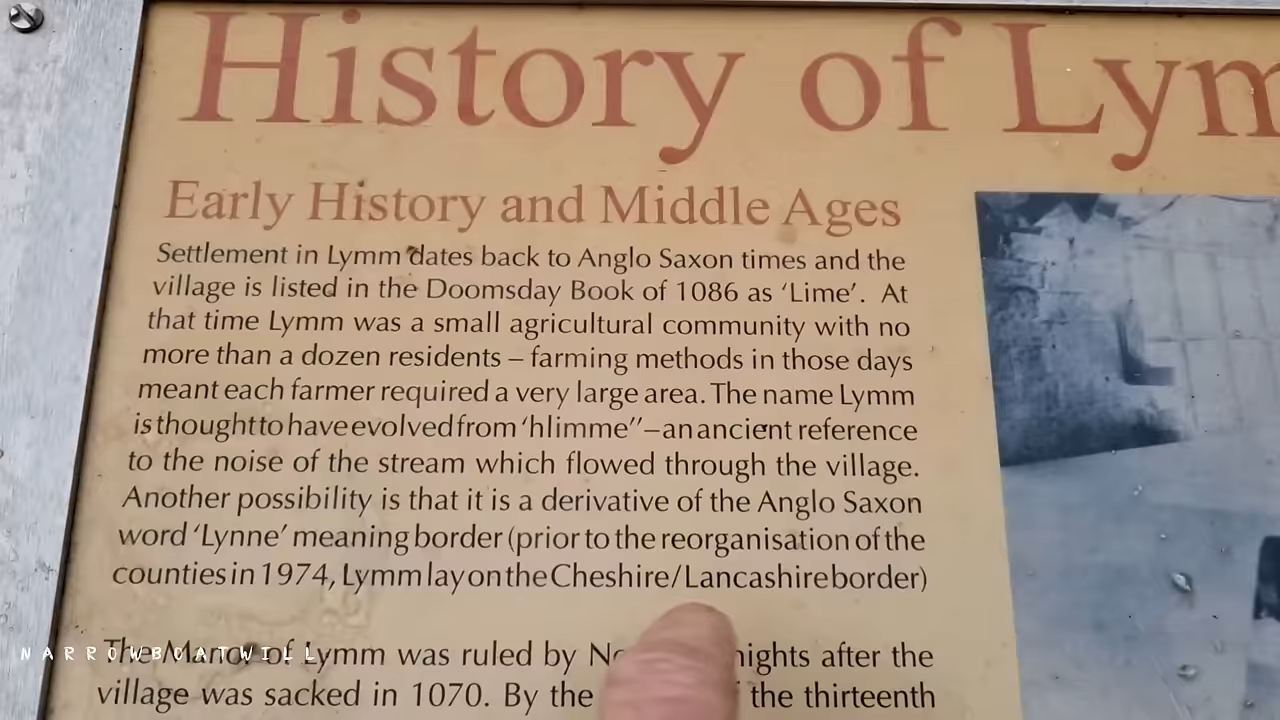 History of Lym
Early History and Middle Ages
Settlement in Lymm dates back to Anglo Saxon times and the
village is listed in the Doomsday Book of 1086 as ‘Lime’. At
that time Lymm was a small agricultural community with no
more than a dozen residents – farming methods in those days
meant each farmer required a very large area. The name Lymm
is thought to have evolved from ‘hlimme’’ – an ancient reference
to the noise of the stream which flowed through the village.
Another possibility is that it is a derivative of the Anglo Saxon
word ‘Lynne’ meaning border (prior to the reorganisation of the
counties in 1974, Lymm lay on the Cheshire/Lancashire border)
The Manor of Lymm was ruled by after the
NARROWBOATWILL
village was sacked in 1070. By the the thirteenth